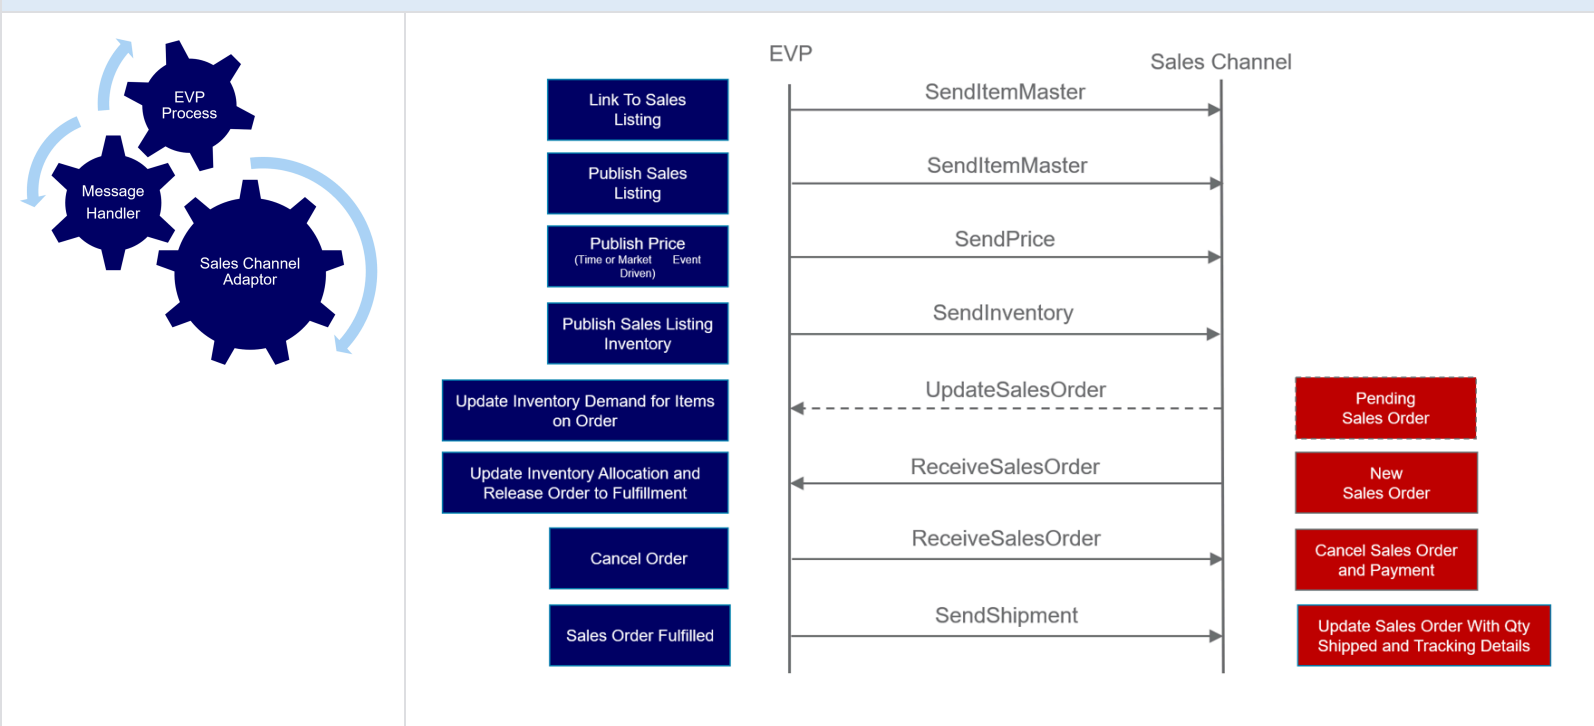 EVP
Process
Message
Handler
Sales Channel
Adaptor
EVP
Sales Channel
Link To Sales
Listing
SendItemMaster
Publish Sales
Listing
SendItemMaster
Publish Price
(Time or Market Event
Driven)
SendPrice
Publish Sales Listing
Inventory
SendInventory
Update Inventory Demand for Items
on Order
UpdateSalesOrder
Pending
Sales Order
Update Inventory Allocation and
Release Order to Fulfillment
ReceiveSalesOrder
New
Sales Order
Cancel Order
ReceiveSalesOrder
Cancel Sales Order
and Payment
Sales Order Fulfilled
SendShipment
Update Sales Order With Qty
Shipped and Tracking Details